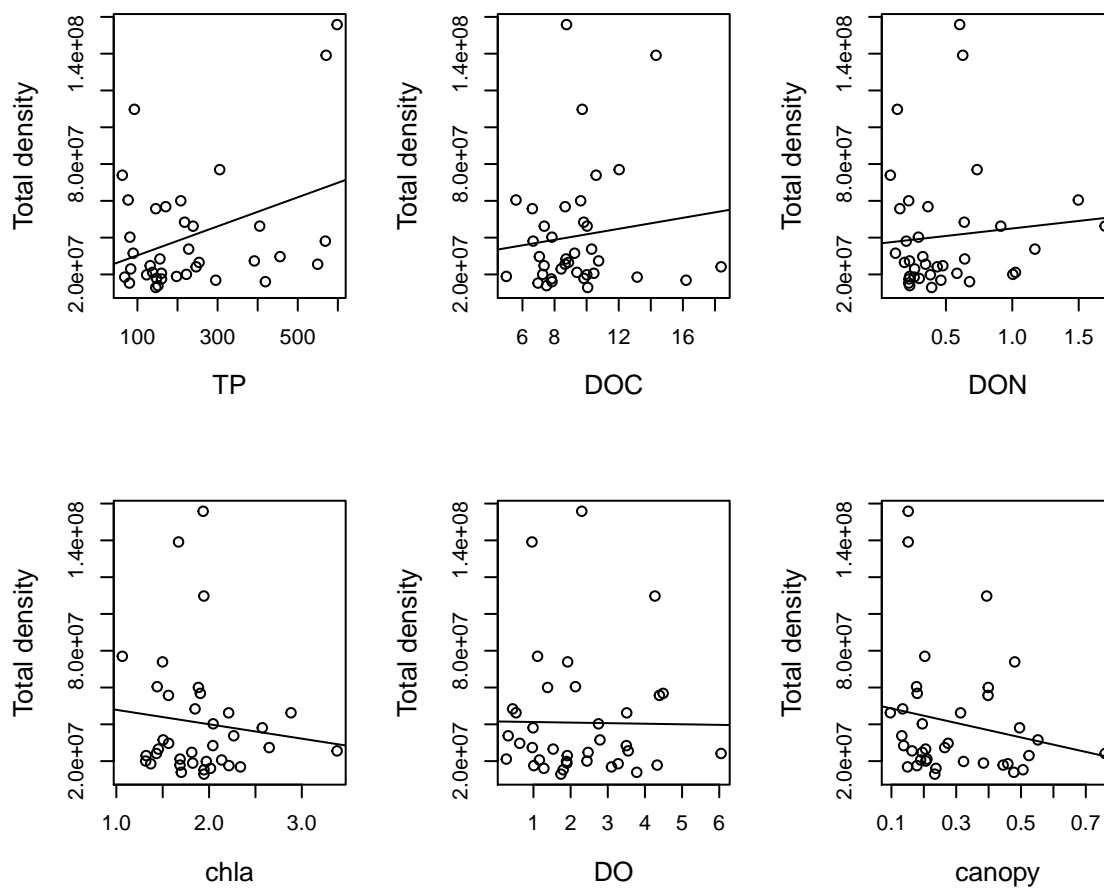 Total density
2.0e+07 8.0e+07 1.4e+08
100 300 500
TP
Total density
2.0e+07 8.0e+07 1.4e+08
6 8 12 16
DOC
Total density
2.0e+07 8.0e+07 1.4e+08
0.5 1.0 1.5
DON
Total density
2.0e+07 8.0e+07 1.4e+08
1.0 2.0 3.0
chla
Total density
2.0e+07 8.0e+07 1.4e+08
1 2 3 4 5 6
DO
Total density
2.0e+07 8.0e+07 1.4e+08
0.1 0.3 0.5 0.7
canopy